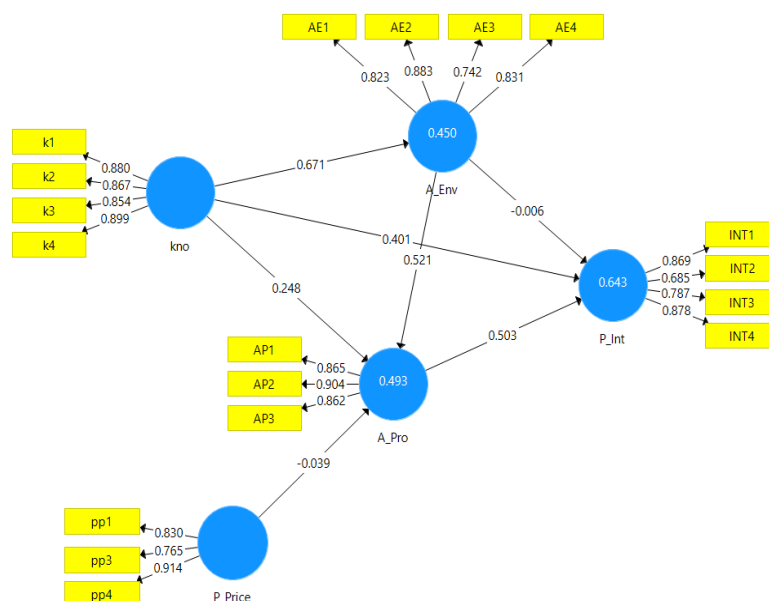 AE1 AE2 AE3 AE4
0.823 0.883 0.742 0.831
0.450
A_Env
k1
k2
k3
k4
0.880
0.867
0.854
0.899
kno
0.671
-0.006
0.401
0.521
0.248
INT1
INT2
INT3
INT4
0.869
0.685
0.787
0.878
0.643
P_Int
0.503
AP1
AP2
AP3
0.865
0.904
0.862
0.493
A_Pro
-0.039
pp1
pp3
pp4
0.830
0.765
0.914
P_Price